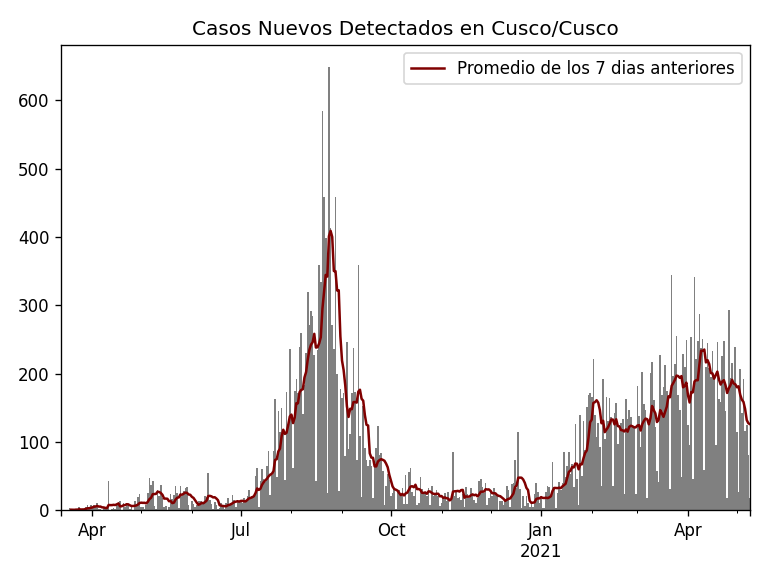 Casos Nuevos Detectados en Cusco/Cusco
Promedio de los 7 dias anteriores
600
500
400
300
200
100
0
Apr Jul Oct Jan Apr
2021